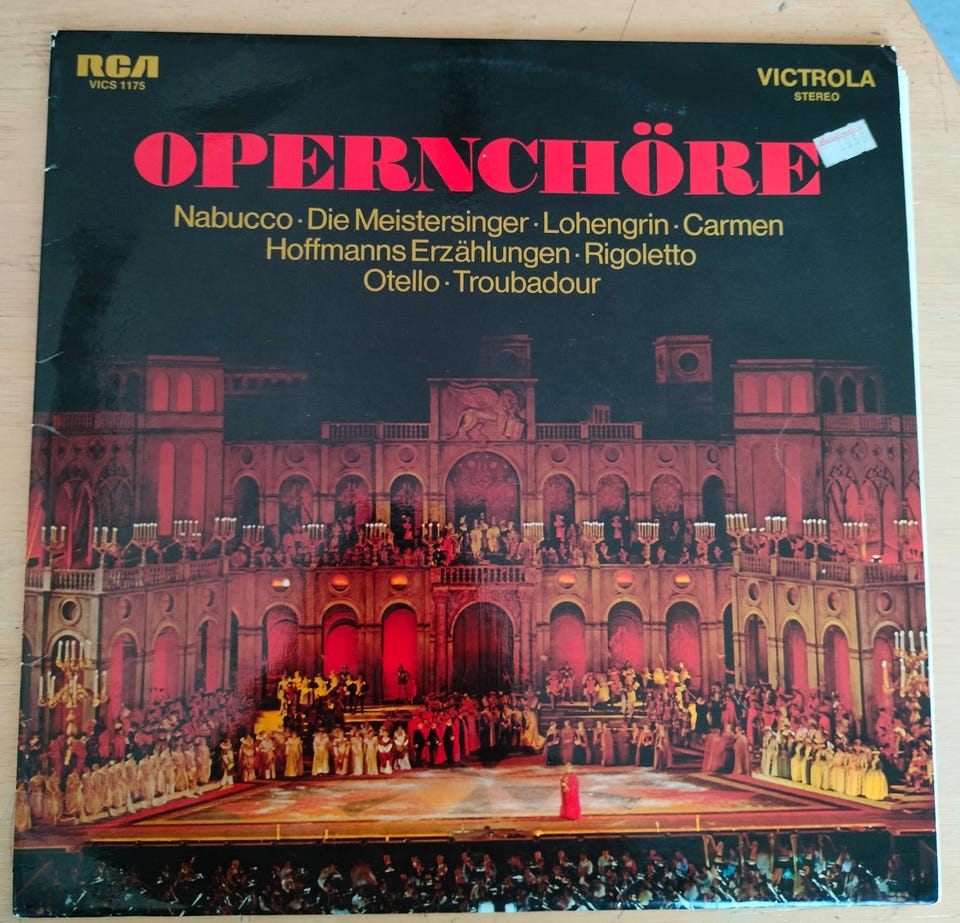 RCA
VICS 1175
VICTROLA
STEREO
OPERNCHÖRE
Nabucco · Die Meistersinger · Lohengrin · Carmen
Hoffmanns Erzählungen · Rigoletto
Otello · Troubadour